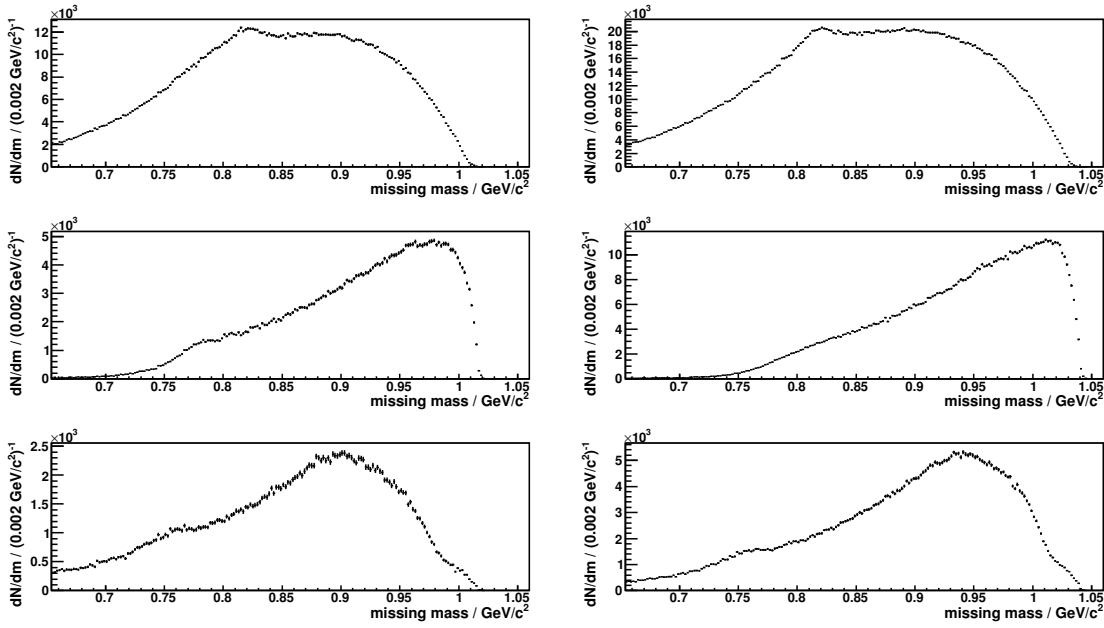 ×10³
dN/dm / (0.002 GeV/c²)⁻¹
12
10
8
6
4
2
0
0.7 0.75 0.8 0.85 0.9 0.95 1 1.05
missing mass / GeV/c²
×10³
dN/dm / (0.002 GeV/c²)⁻¹
20
18
16
14
12
10
8
6
4
2
0
0.7 0.75 0.8 0.85 0.9 0.95 1 1.05
missing mass / GeV/c²
×10³
dN/dm / (0.002 GeV/c²)⁻¹
5
4
3
2
1
0
0.7 0.75 0.8 0.85 0.9 0.95 1 1.05
missing mass / GeV/c²
×10³
dN/dm / (0.002 GeV/c²)⁻¹
10
8
6
4
2
0
0.7 0.75 0.8 0.85 0.9 0.95 1 1.05
missing mass / GeV/c²
×10³
dN/dm / (0.002 GeV/c²)⁻¹
2.5
2
1.5
1
0.5
0
0.7 0.75 0.8 0.85 0.9 0.95 1 1.05
missing mass / GeV/c²
×10³
dN/dm / (0.002 GeV/c²)⁻¹
5
4
3
2
1
0
0.7 0.75 0.8 0.85 0.9 0.95 1 1.05
missing mass / GeV/c²